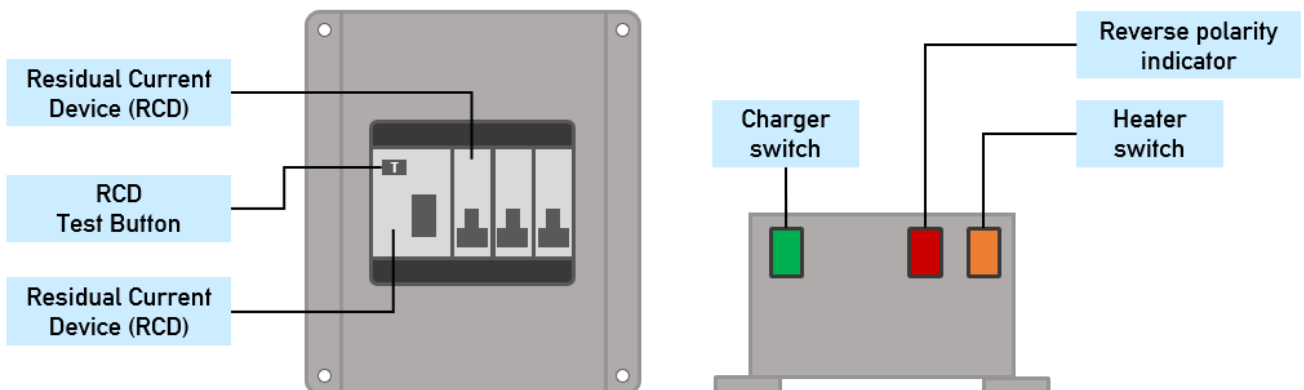 Residual Current
Device (RCD)
T
RCD
Test Button
Residual Current
Device (RCD)
Reverse polarity
indicator
Charger
switch
Heater
switch